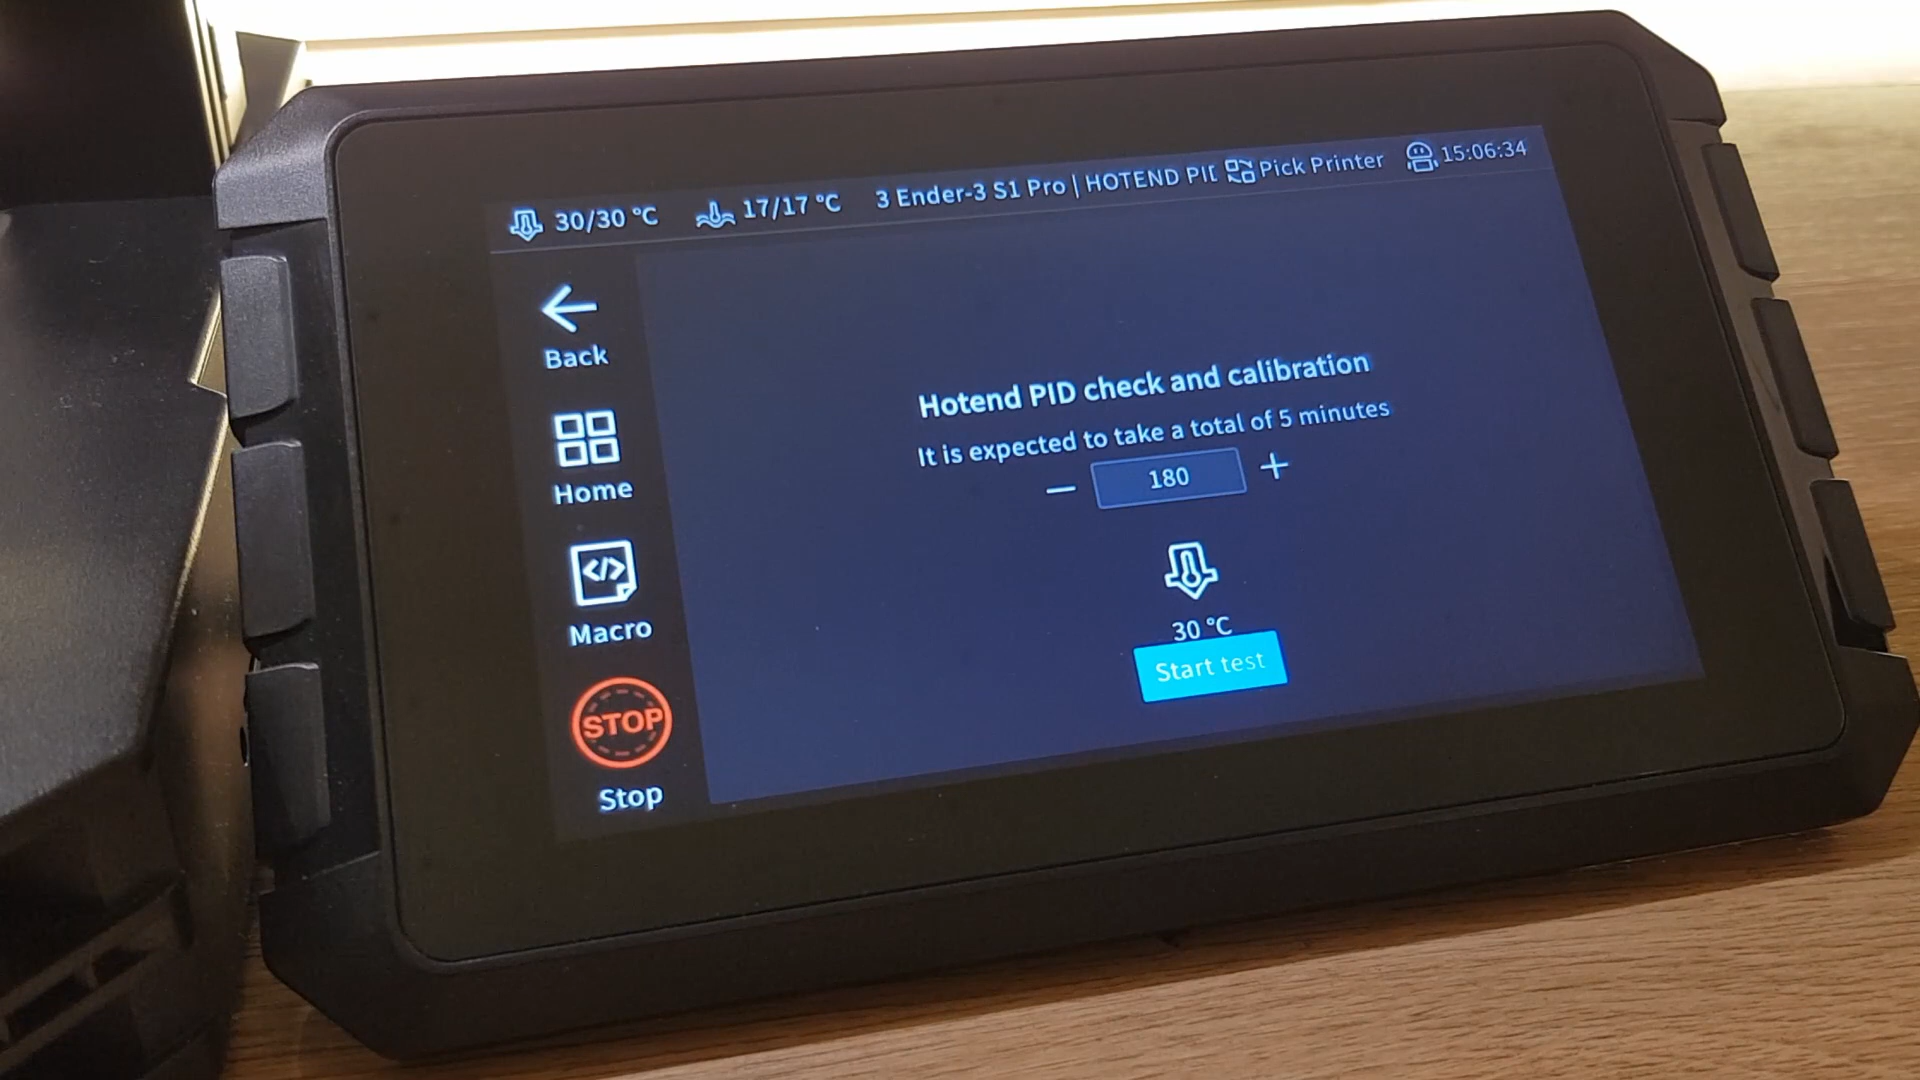 30/30 °C 17/17 °C 3 Ender-3 S1 Pro | HOTEND PID Pick Printer 15:06:34
Back
Home
Macro
STOP
Stop
Hotend PID check and calibration
It is expected to take a total of 5 minutes
— 180 +
30 °C
Start test